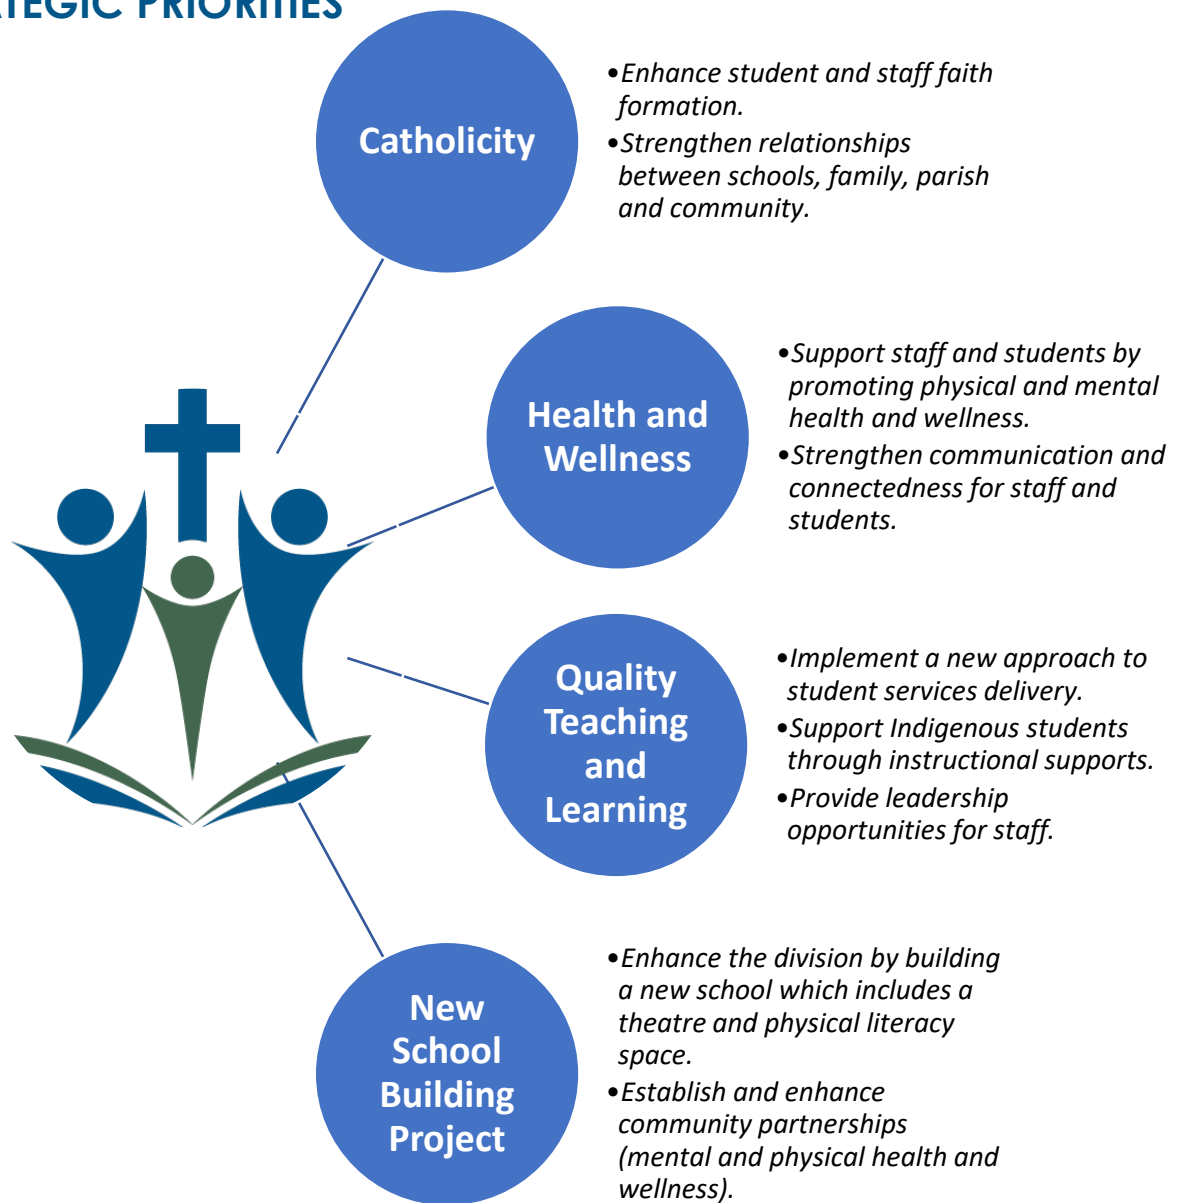 ATEGIC PRIORITIES
Catholicity
•Enhance student and staff faith
formation.
•Strengthen relationships
between schools, family, parish
and community.
Health and
Wellness
•Support staff and students by
promoting physical and mental
health and wellness.
•Strengthen communication and
connectedness for staff and
students.
Quality
Teaching
and
Learning
•Implement a new approach to
student services delivery.
•Support Indigenous students
through instructional supports.
•Provide leadership
opportunities for staff.
New
School
Building
Project
•Enhance the division by building
a new school which includes a
theatre and physical literacy
space.
•Establish and enhance
community partnerships
(mental and physical health and
wellness).